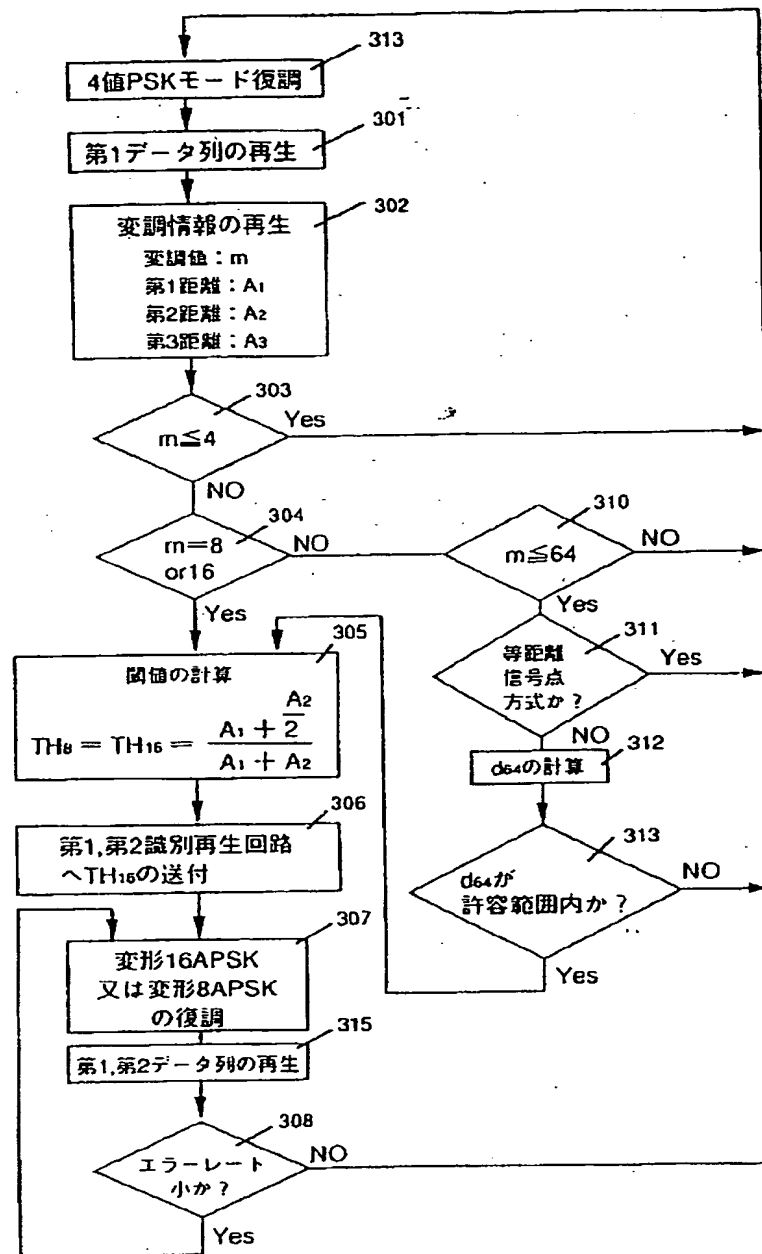 313
4値PSKモード復調
301
第1データ列の再生
302
変調情報の再生
変調値：m
第1距離：A1
第2距離：A2
第3距離：A3
303
m≦4
Yes
NO
304
m=8
or16
NO
Yes
310
m≦64
NO
Yes
311
等距離
信号点
方式か？
Yes
NO
312
d64の計算
313
d64が
許容範囲内か？
NO
Yes
305
閾値の計算
TH8 = TH16 = (A1 + A2/2) / (A1 + A2)
306
第1,第2識別再生回路
へTH16の送付
307
変形16APSK
又は変形8APSK
の復調
315
第1,第2データ列の再生
308
エラーレート
小か？
NO
Yes